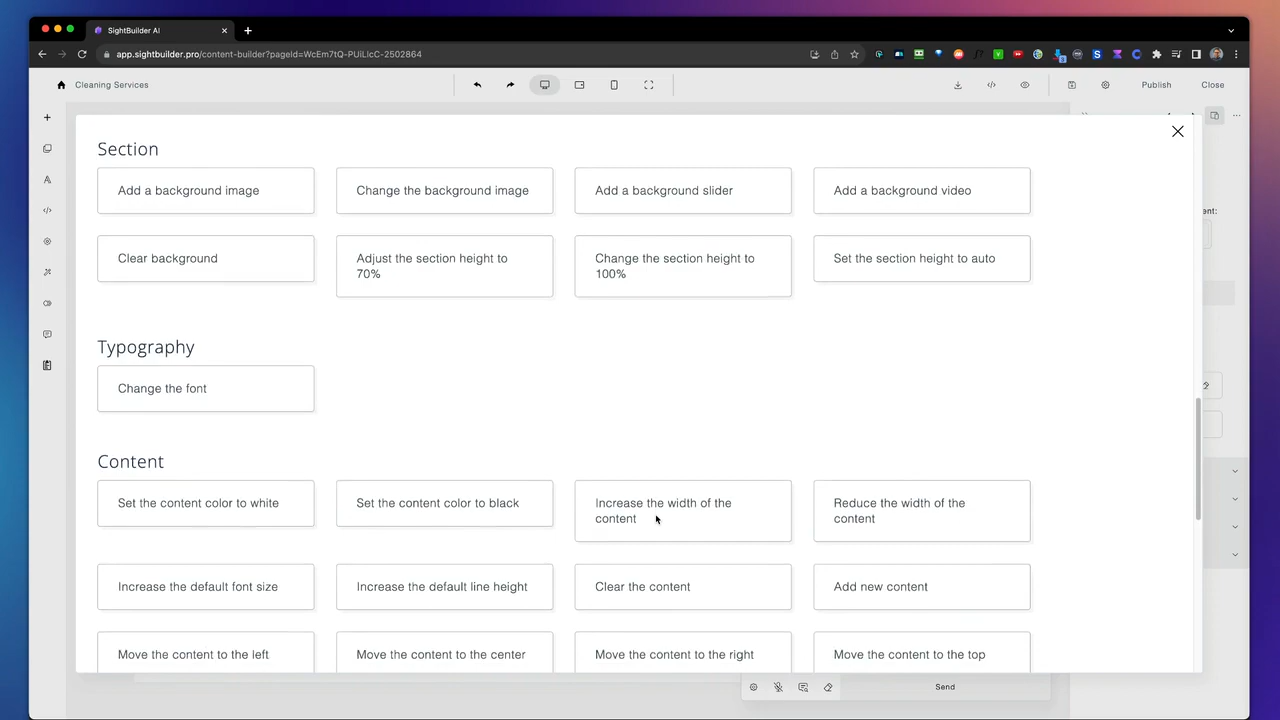 SightBuilder AI
app.sightbuilder.pro/content-builder?pageId=WcEm7tQ-PUiLlcC-2502864
Cleaning Services
Publish
Close
Section
Add a background image
Change the background image
Add a background slider
Add a background video
Clear background
Adjust the section height to
70%
Change the section height to
100%
Set the section height to auto
Typography
Change the font
Content
Set the content color to white
Set the content color to black
Increase the width of the
content
Reduce the width of the
content
Increase the default font size
Increase the default line height
Clear the content
Add new content
Move the content to the left
Move the content to the center
Move the content to the right
Move the content to the top
ent:
Send